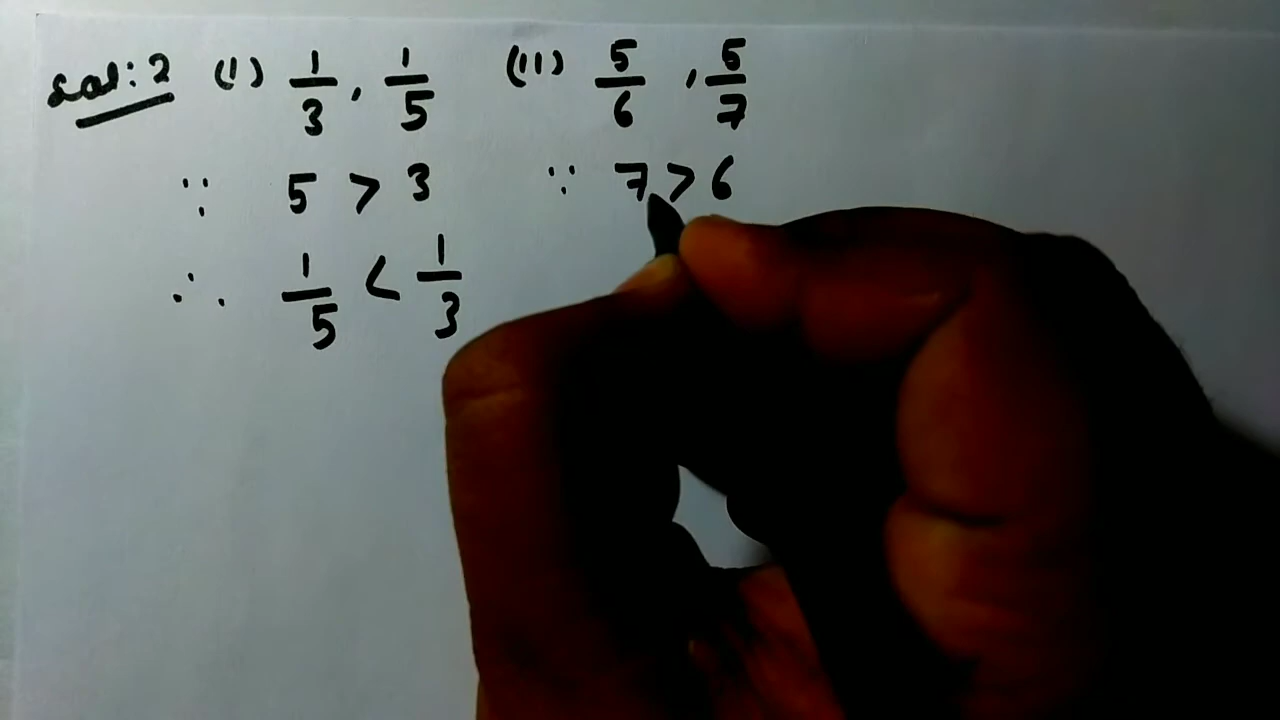 Sol: 2 (i) 1/3, 1/5 (ii) 5/6, 5/7
∵ 5 > 3 ∵ 7 > 6
∴ 1/5 < 1/3